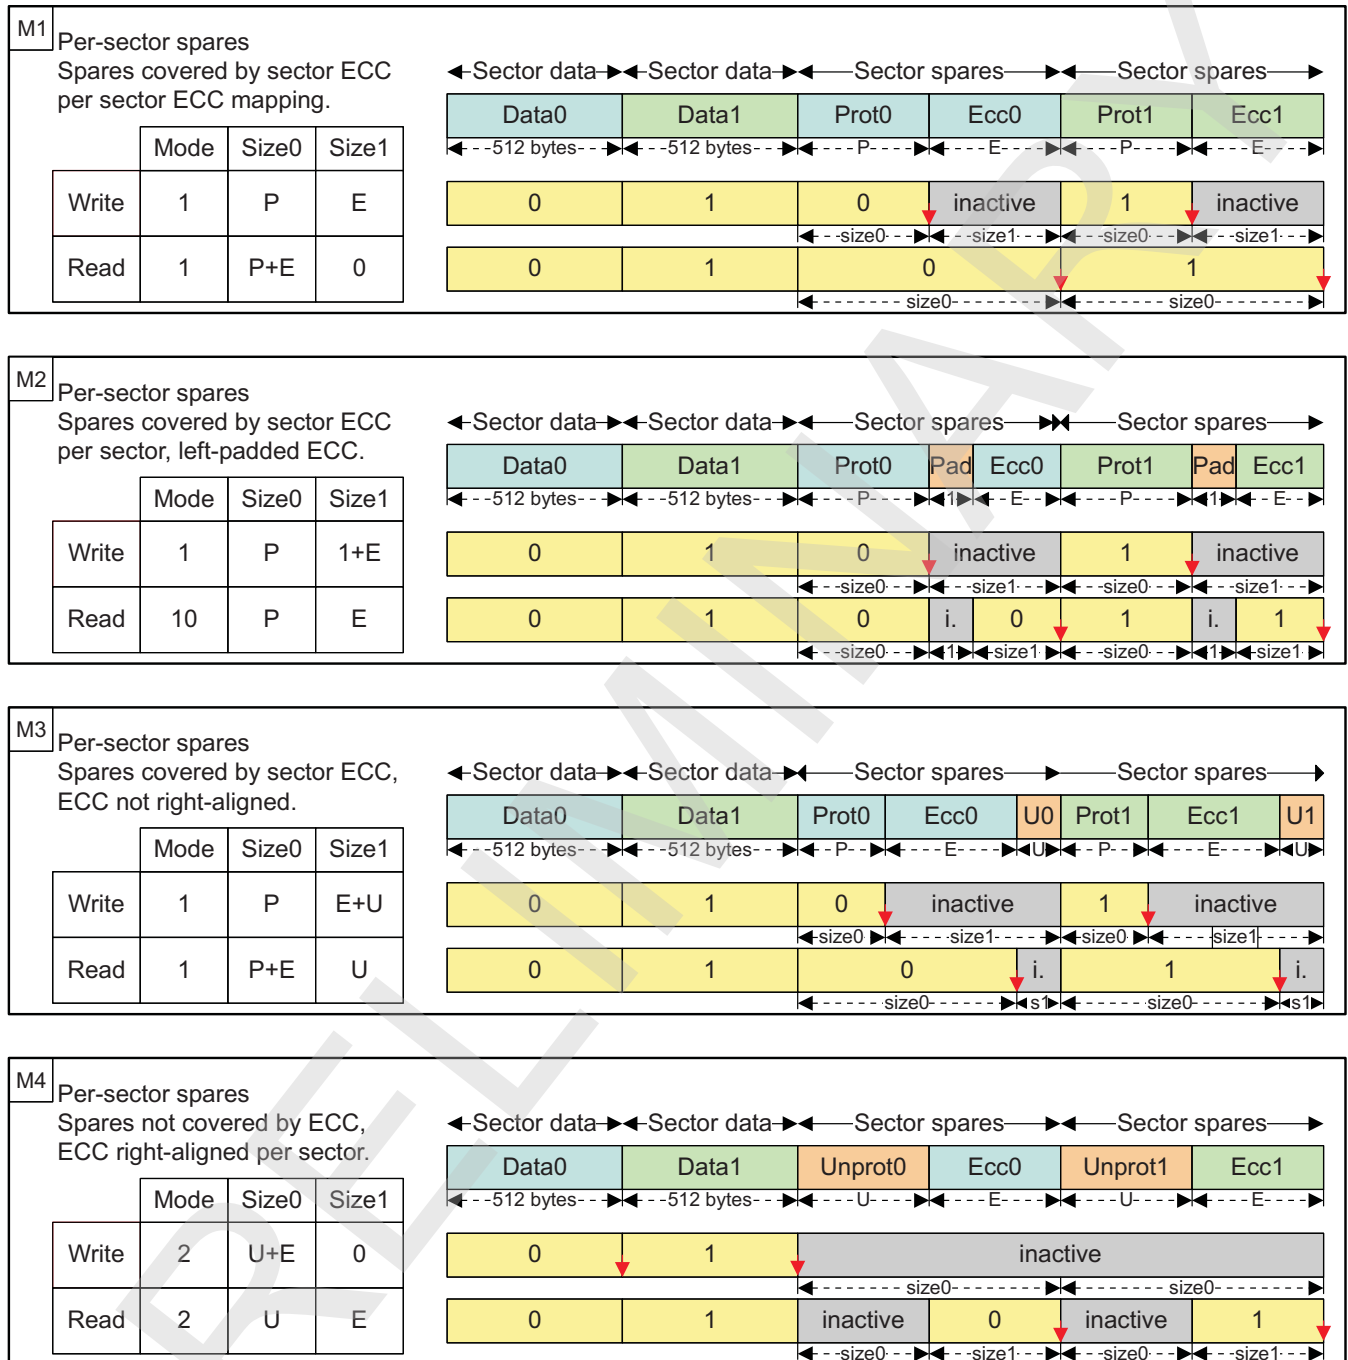 M1
Per-sector spares
Spares covered by sector ECC
per sector ECC mapping.
Mode Size0 Size1
Write 1 P E
Read 1 P+E 0
Sector data Sector data Sector spares Sector spares
Data0 Data1 Prot0 Ecc0 Prot1 Ecc1
512 bytes 512 bytes P E P E
0 1 0 inactive 1 inactive
size0 size1 size0 size1
0 1 0 1
size0 size0
M2
Per-sector spares
Spares covered by sector ECC
per sector, left-padded ECC.
Mode Size0 Size1
Write 1 P 1+E
Read 10 P E
Sector data Sector data Sector spares Sector spares
Data0 Data1 Prot0 Pad Ecc0 Prot1 Pad Ecc1
512 bytes 512 bytes P 1 E P 1 E
0 1 0 inactive 1 inactive
size0 size1 size0 size1
0 1 0 i. 0 1 i. 1
size0 1 size1 size0 1 size1
M3
Per-sector spares
Spares covered by sector ECC,
ECC not right-aligned.
Mode Size0 Size1
Write 1 P E+U
Read 1 P+E U
Sector data Sector data Sector spares Sector spares
Data0 Data1 Prot0 Ecc0 U0 Prot1 Ecc1 U1
512 bytes 512 bytes P E U P E U
0 1 0 inactive 1 inactive
size0 size1 size0 size1
0 1 0 i. 1 i.
size0 s1 size0 s1
M4
Per-sector spares
Spares not covered by ECC,
ECC right-aligned per sector.
Mode Size0 Size1
Write 2 U+E 0
Read 2 U E
Sector data Sector data Sector spares Sector spares
Data0 Data1 Unprot0 Ecc0 Unprot1 Ecc1
512 bytes 512 bytes U E U E
0 1 inactive
size0 size0
0 1 inactive 0 inactive 1
size0 size1 size0 size1
RELIMINARY